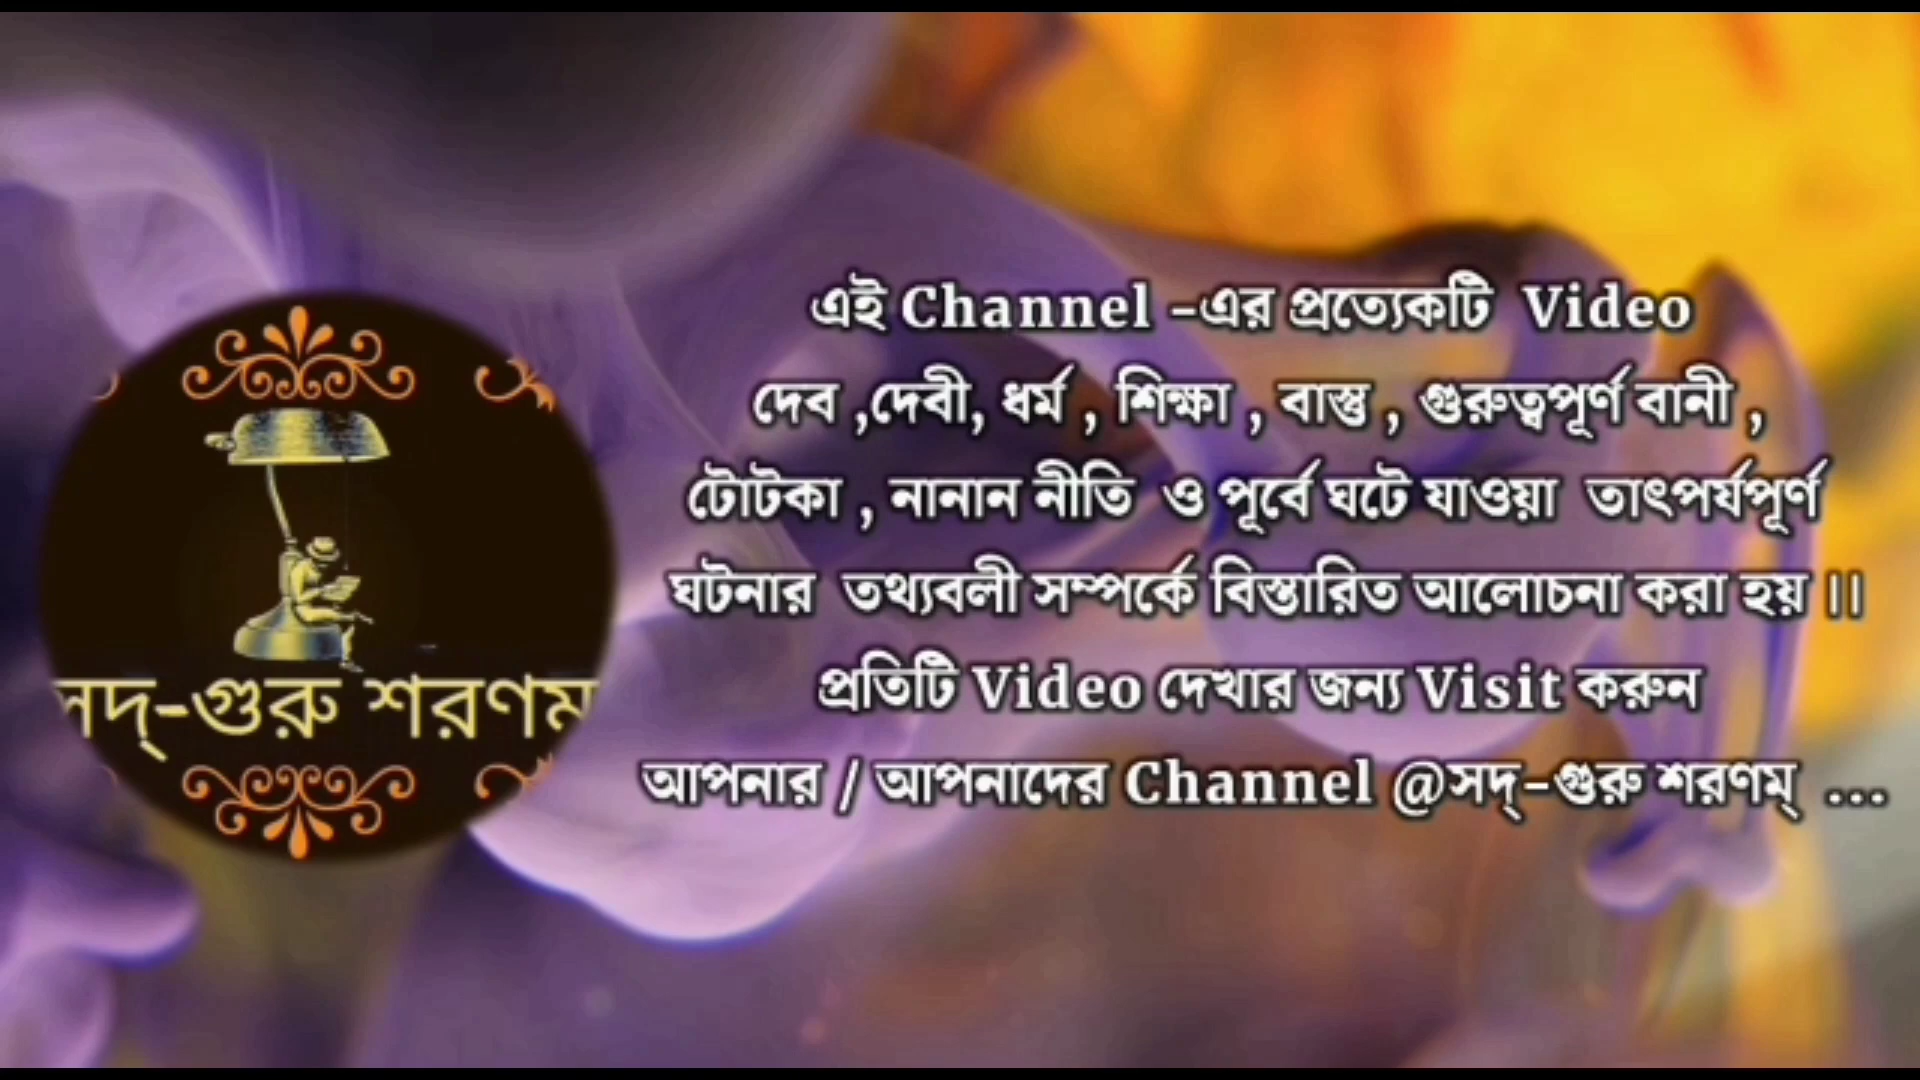 এই Channel -এর প্রত্যেকটি Video
দেব ,দেবী, ধর্ম , শিক্ষা , বাস্তু , গুরুত্বপূর্ণ বানী ,
টোটকা , নানান নীতি ও পূর্বে ঘটে যাওয়া তাৎপর্যপূর্ণ
ঘটনার তথ্যবলী সম্পর্কে বিস্তারিত আলোচনা করা হয় ।।
প্রতিটি Video দেখার জন্য Visit করুন
আপনার / আপনাদের Channel @সদ্-গুরু শরণম্ ...
সদ্-গুরু শরণম্